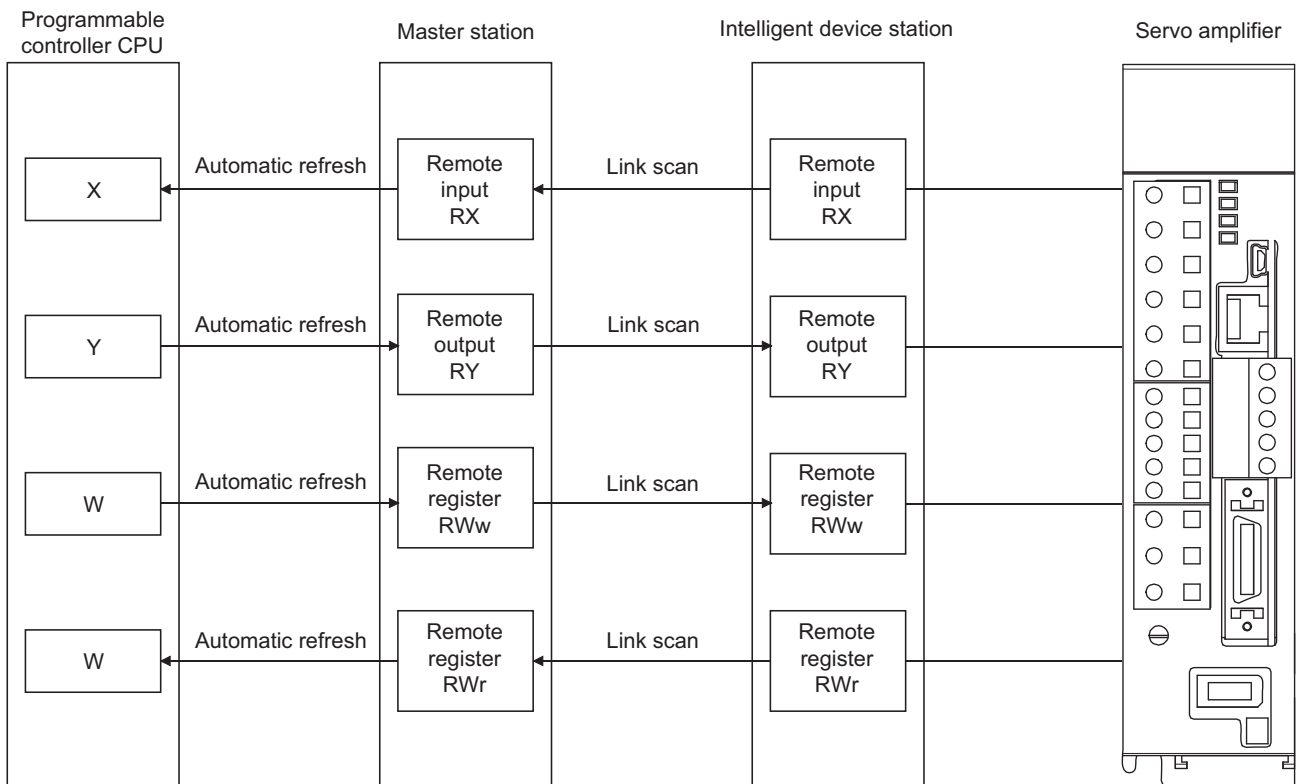 Programmable
controller CPU
Master station
Intelligent device station
Servo amplifier
X
Automatic refresh
Remote
input
RX
Link scan
Remote
input
RX
Y
Automatic refresh
Remote
output
RY
Link scan
Remote
output
RY
W
Automatic refresh
Remote
register
RWw
Link scan
Remote
register
RWw
W
Automatic refresh
Remote
register
RWr
Link scan
Remote
register
RWr